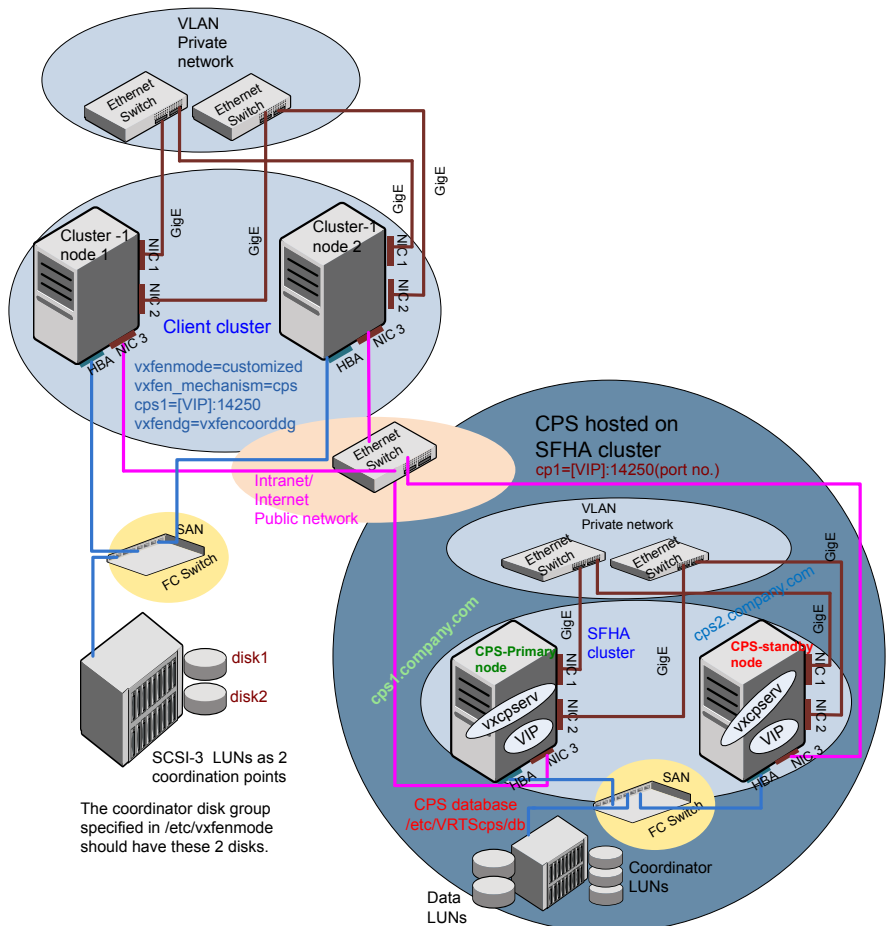 VLAN
Private
network
Ethernet
Switch
Ethernet
Switch
GigE
GigE
GigE
GigE
Cluster -1
node 1
NIC 1
NIC 2
HBA
NIC 3
Cluster-1
node 2
NIC 1
NIC 2
HBA
NIC 3
Client cluster
vxfenmode=customized
vxfen_mechanism=cps
cps1=[VIP]:14250
vxfendg=vxfencoorddg
Ethernet
Switch
Intranet/
Internet
Public network
SAN
FC Switch
disk1
disk2
SCSI-3 LUNs as 2
coordination points
The coordinator disk group
specified in /etc/vxfenmode
should have these 2 disks.
CPS hosted on
SFHA cluster
cp1=[VIP]:14250(port no.)
VLAN
Private network
Ethernet
Switch
Ethernet
Switch
GigE
GigE
GigE
cps1.company.com
cps2.company.com
SFHA
cluster
CPS-Primary
node
vxcpserv
VIP
NIC 1
NIC 2
HBA
NIC 3
CPS-standby
node
vxcpserv
VIP
NIC 1
NIC 2
HBA
NIC 3
SAN
FC Switch
CPS database
/etc/VRTScps/db
Data
LUNs
Coordinator
LUNs